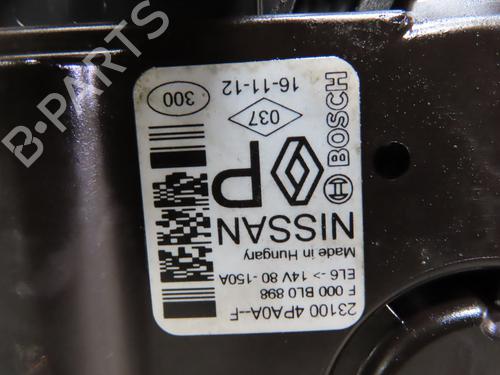 23100 4PA0A--F
F 000 BL0 898
EL6 -> 14V 80 -150A
Made in Hungary
NISSAN
P
BOSCH
037
300
16-11-12
B-PARTS